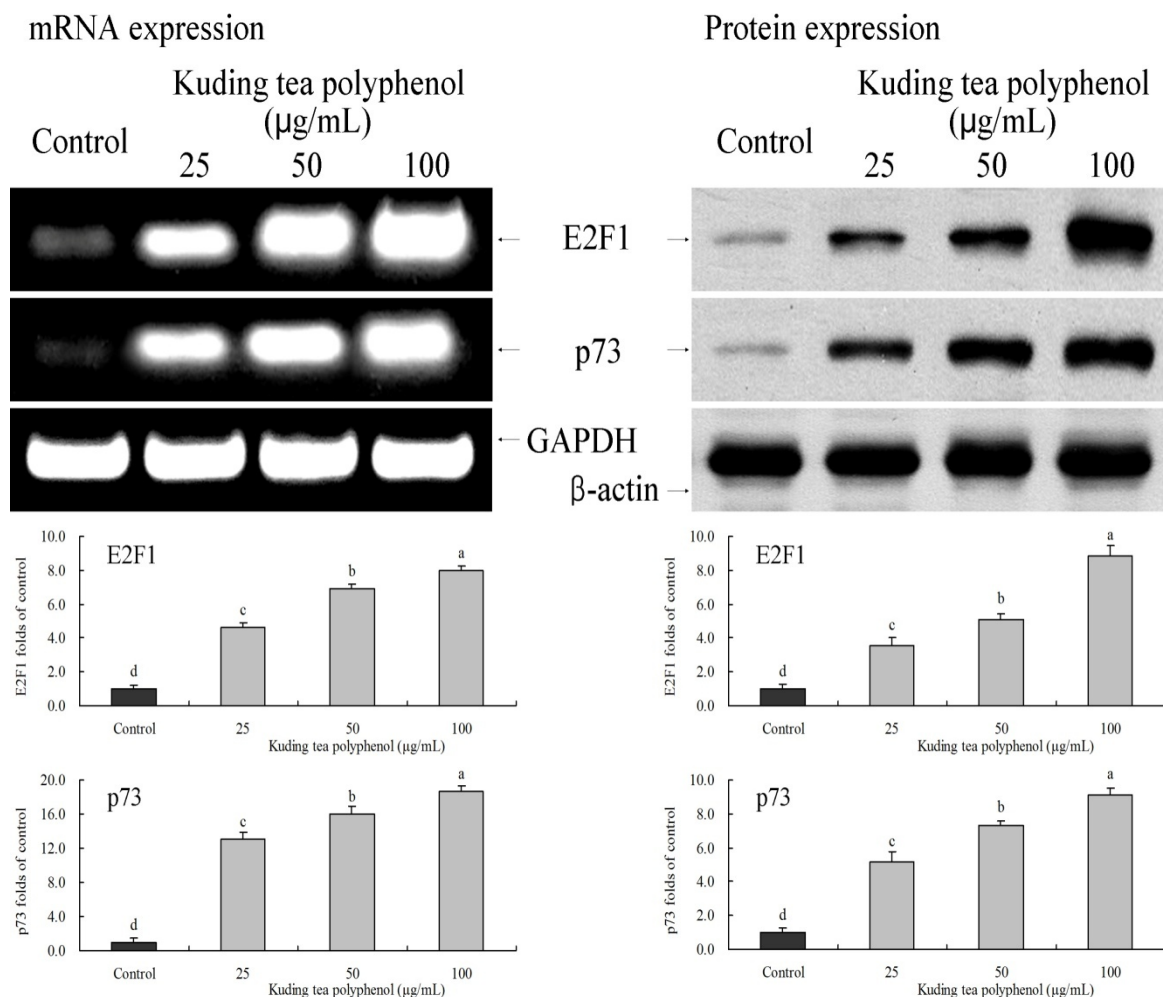 mRNA expression
Kuding tea polyphenol
(μg/mL)
Control
25 50 100
Protein expression
Kuding tea polyphenol
(μg/mL)
Control
25 50 100
E2F1
p73
GAPDH
β-actin
E2F1
E2F1 folds of control
10.0
8.0
6.0
4.0
2.0
0.0
d c b a
Control 25 50 100
Kuding tea polyphenol (μg/mL)
E2F1
E2F1 folds of control
10.0
8.0
6.0
4.0
2.0
0.0
d c b a
Control 25 50 100
Kuding tea polyphenol (μg/mL)
p73
p73 folds of control
20.0
16.0
12.0
8.0
4.0
0.0
d c b a
Control 25 50 100
Kuding tea polyphenol (μg/mL)
p73
p73 folds of control
10.0
8.0
6.0
4.0
2.0
0.0
d c b a
Control 25 50 100
Kuding tea polyphenol (μg/mL)